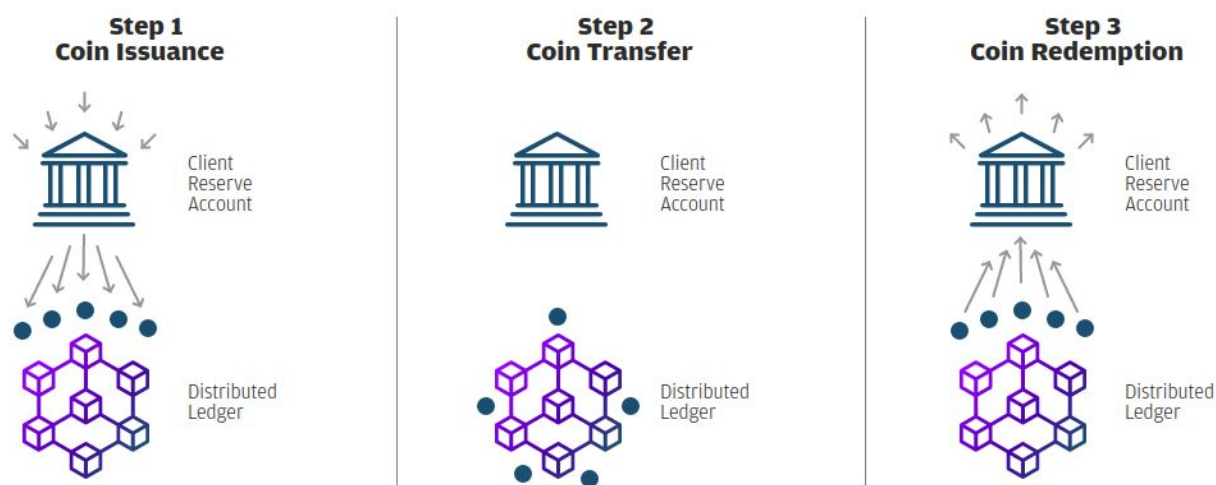 Step 1
Coin Issuance
Client
Reserve
Account
Distributed
Ledger
Step 2
Coin Transfer
Client
Reserve
Account
Distributed
Ledger
Step 3
Coin Redemption
Client
Reserve
Account
Distributed
Ledger